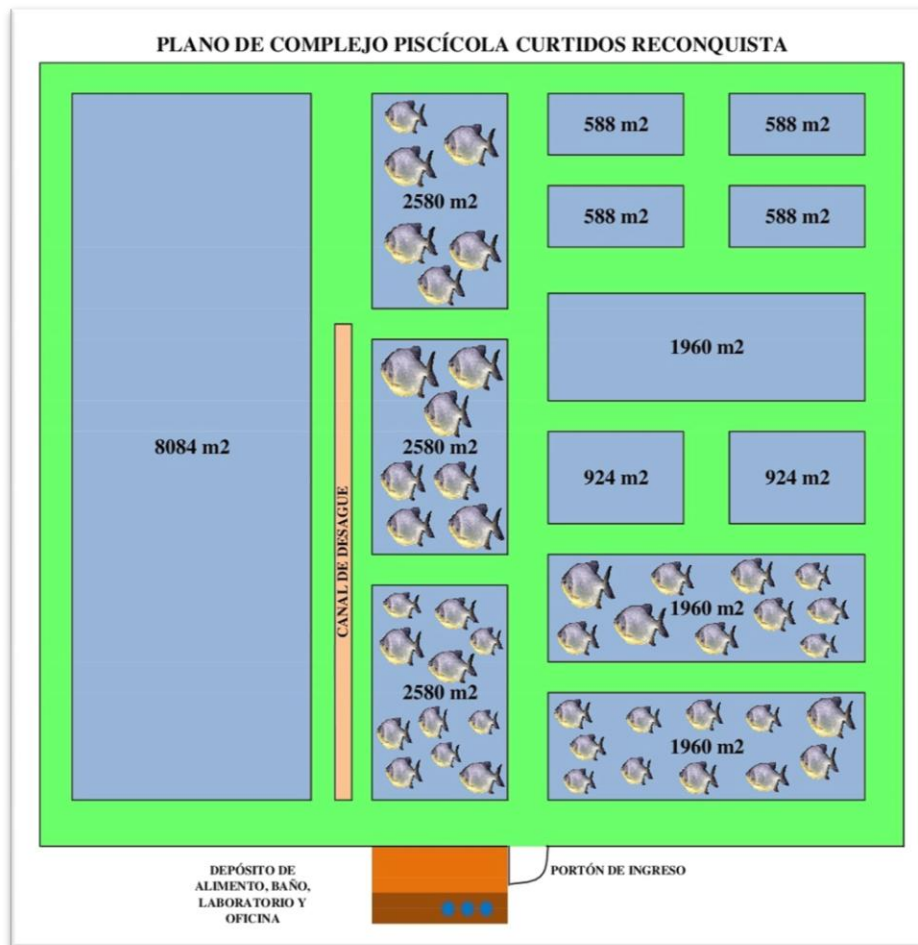 PLANO DE COMPLEJO PISCÍCOLA CURTIDOS RECONQUISTA
588 m2
588 m2
2580 m2
588 m2
588 m2
1960 m2
8084 m2
2580 m2
924 m2
924 m2
CANAL DE DESAGUE
1960 m2
2580 m2
1960 m2
DEPÓSITO DE
ALIMENTO, BAÑO,
LABORATORIO Y
OFICINA
PORTÓN DE INGRESO